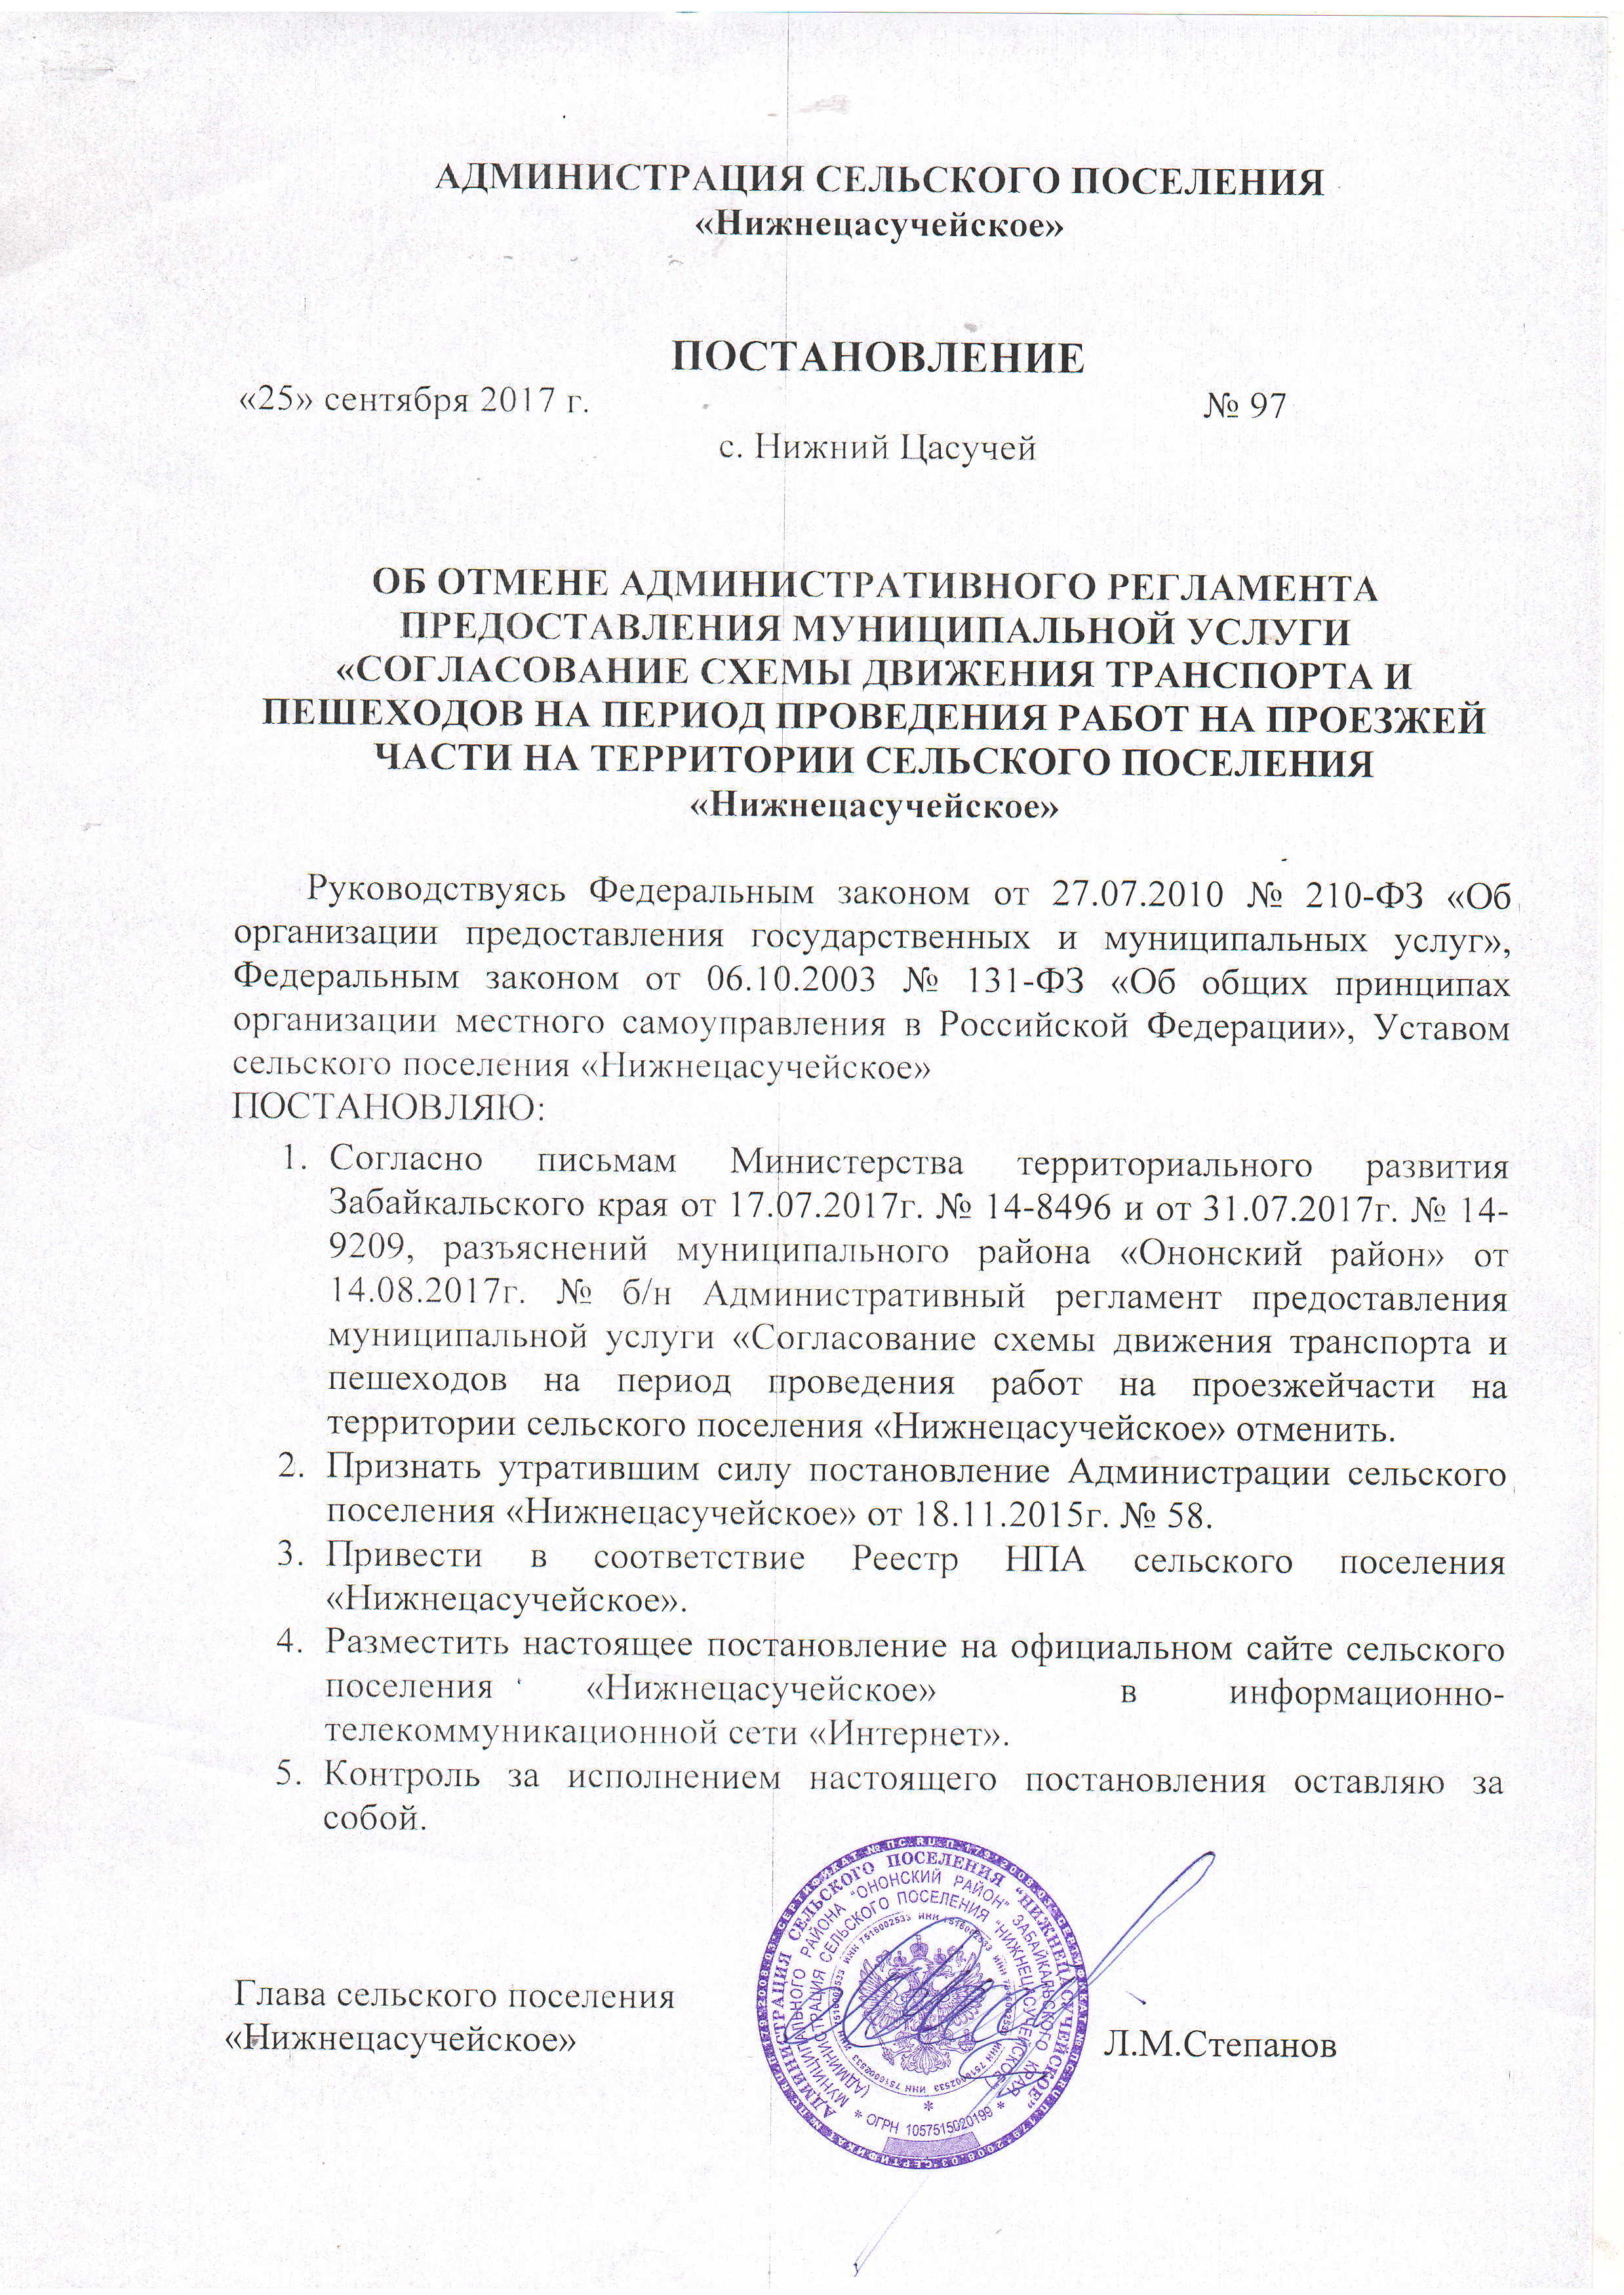 АДМИНИСТРАЦИЯ СЕЛЬСКОГО ПОСЕЛЕНИЯ
«Нижнецасучейское»
ПОСТАНОВЛЕНИЕ
«25» сентября 2017 г. № 97
с. Нижний Цасучей
ОБ ОТМЕНЕ АДМИНИСТРАТИВНОГО РЕГЛАМЕНТА
ПРЕДОСТАВЛЕНИЯ МУНИЦИПАЛЬНОЙ УСЛУГИ
«СОГЛАСОВАНИЕ СХЕМЫ ДВИЖЕНИЯ ТРАНСПОРТА И
ПЕШЕХОДОВ НА ПЕРИОД ПРОВЕДЕНИЯ РАБОТ НА ПРОЕЗЖЕЙ
ЧАСТИ НА ТЕРРИТОРИИ СЕЛЬСКОГО ПОСЕЛЕНИЯ
«Нижнецасучейское»
Руководствуясь Федеральным законом от 27.07.2010 № 210-ФЗ «Об
организации предоставления государственных и муниципальных услуг»,
Федеральным законом от 06.10.2003 № 131-ФЗ «Об общих принципах
организации местного самоуправления в Российской Федерации», Уставом
сельского поселения «Нижнецасучейское»
ПОСТАНОВЛЯЮ:
1. Согласно письмам Министерства территориального развития
Забайкальского края от 17.07.2017г. № 14-8496 и от 31.07.2017г. № 14-
9209, разъяснений муниципального района «Ононский район» от
14.08.2017г. № б/н Административный регламент предоставления
муниципальной услуги «Согласование схемы движения транспорта и
пешеходов на период проведения работ на проезжейчасти на
территории сельского поселения «Нижнецасучейское» отменить.
2. Признать утратившим силу постановление Администрации сельского
поселения «Нижнецасучейское» от 18.11.2015г. № 58.
3. Привести в соответствие Реестр НПА сельского поселения
«Нижнецасучейское».
4. Разместить настоящее постановление на официальном сайте сельского
поселения «Нижнецасучейское» в информационно-
телекоммуникационной сети «Интернет».
5. Контроль за исполнением настоящего постановления оставляю за
собой.
Глава сельского поселения
«Нижнецасучейское» Л.М.Степанов
АДМИНИСТРАЦИЯ СЕЛЬСКОГО ПОСЕЛЕНИЯ "НИЖНЕЦАСУЧЕЙСКОЕ"
МУНИЦИПАЛЬНОГО РАЙОНА "ОНОНСКИЙ РАЙОН" ЗАБАЙКАЛЬСКОГО КРАЯ
(АДМИНИСТРАЦИЯ СЕЛЬСКОГО ПОСЕЛЕНИЯ "НИЖНЕЦАСУЧЕЙСКОЕ")
* ОГРН 1057515020199 *